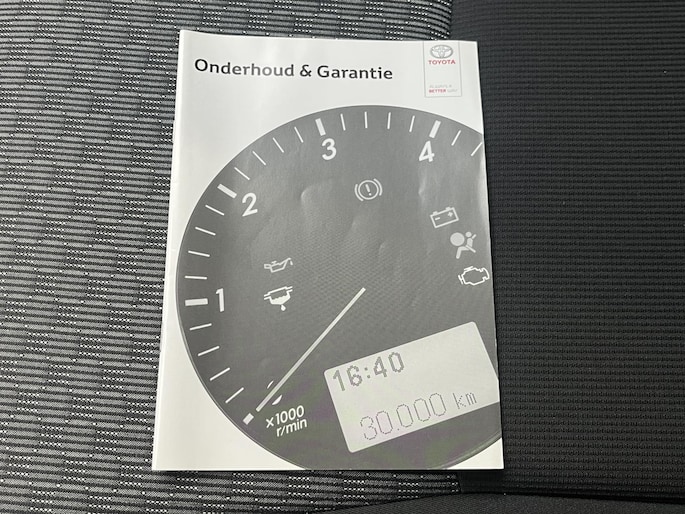 Onderhoud & Garantie
TOYOTA
3
4
2
1
16:40
30.000 km
x1000
r/min